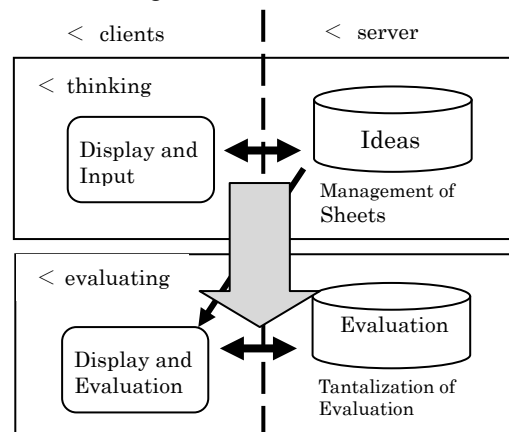 < clients
< server
< thinking
Display and
Input
Ideas
Management of
Sheets
< evaluating
Display and
Evaluation
Evaluation
Tantalization of
Evaluation